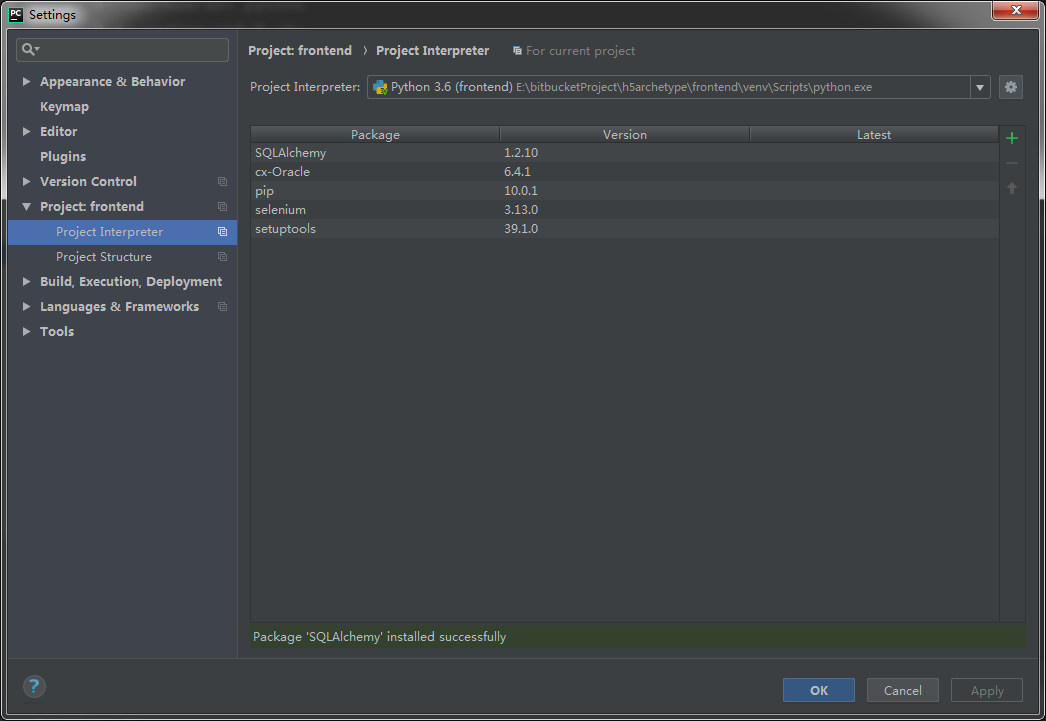 PC Settings
Project: frontend › Project Interpreter For current project
Appearance & Behavior
Keymap
Editor
Plugins
Version Control
Project: frontend
Project Interpreter
Project Structure
Build, Execution, Deployment
Languages & Frameworks
Tools
Project Interpreter: Python 3.6 (frontend) E:\bitbucketProject\h5archetype\frontend\venv\Scripts\python.exe
Package Version Latest
SQLAlchemy 1.2.10
cx-Oracle 6.4.1
pip 10.0.1
selenium 3.13.0
setuptools 39.1.0
Package 'SQLAlchemy' installed successfully
? OK Cancel Apply